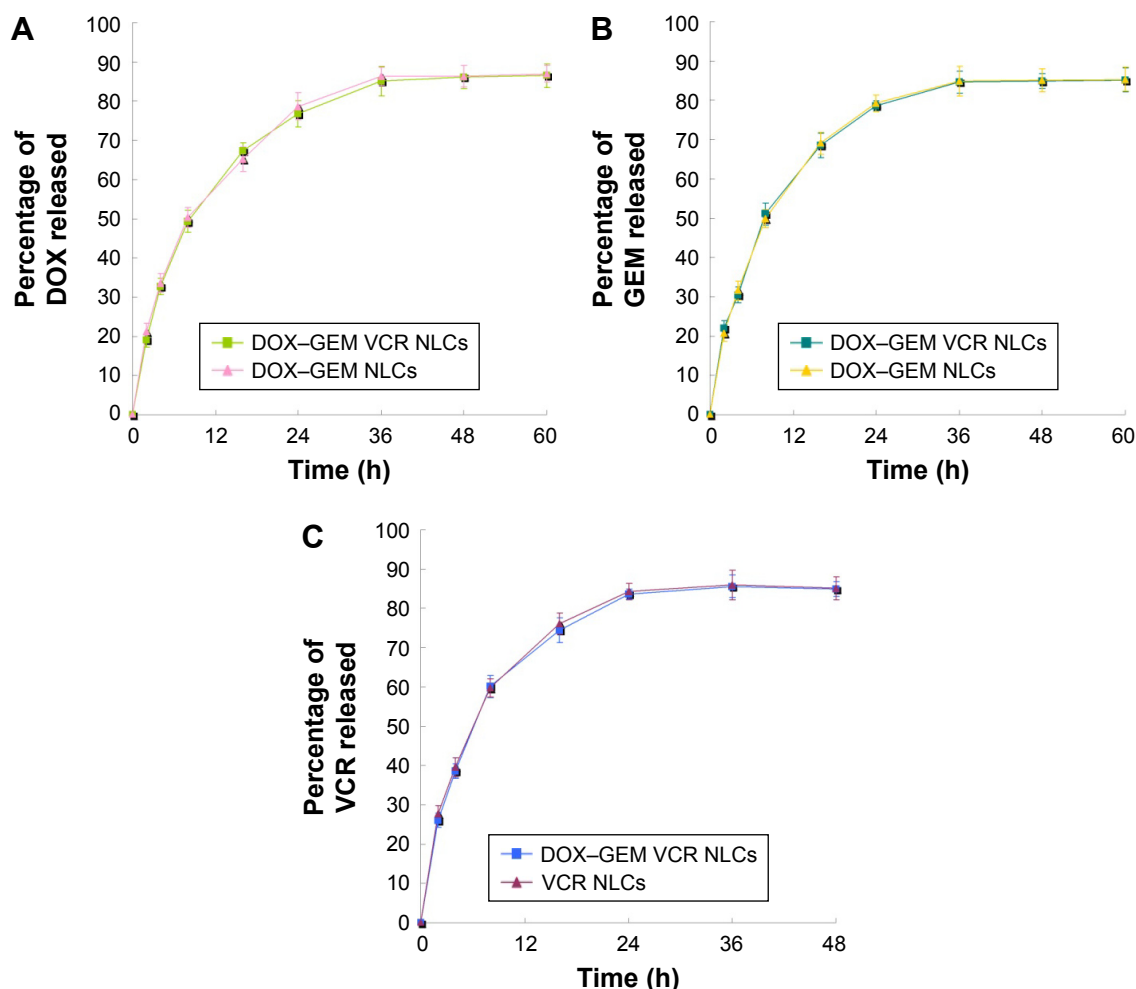 A
Percentage of
DOX released
100
90
80
70
60
50
40
30
20
10
0
DOX–GEM VCR NLCs
DOX–GEM NLCs
0 12 24 36 48 60
Time (h)
B
Percentage of
GEM released
100
90
80
70
60
50
40
30
20
10
0
DOX–GEM VCR NLCs
DOX–GEM NLCs
0 12 24 36 48 60
Time (h)
C
Percentage of
VCR released
100
90
80
70
60
50
40
30
20
10
0
DOX–GEM VCR NLCs
VCR NLCs
0 12 24 36 48
Time (h)